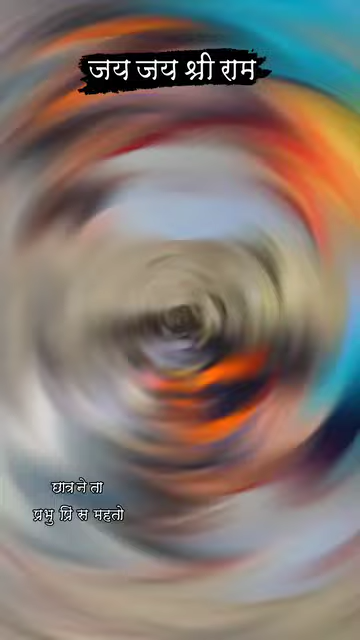 जय जय श्री राम
छात्र ने ता
प्रभु प्रिं स महतो